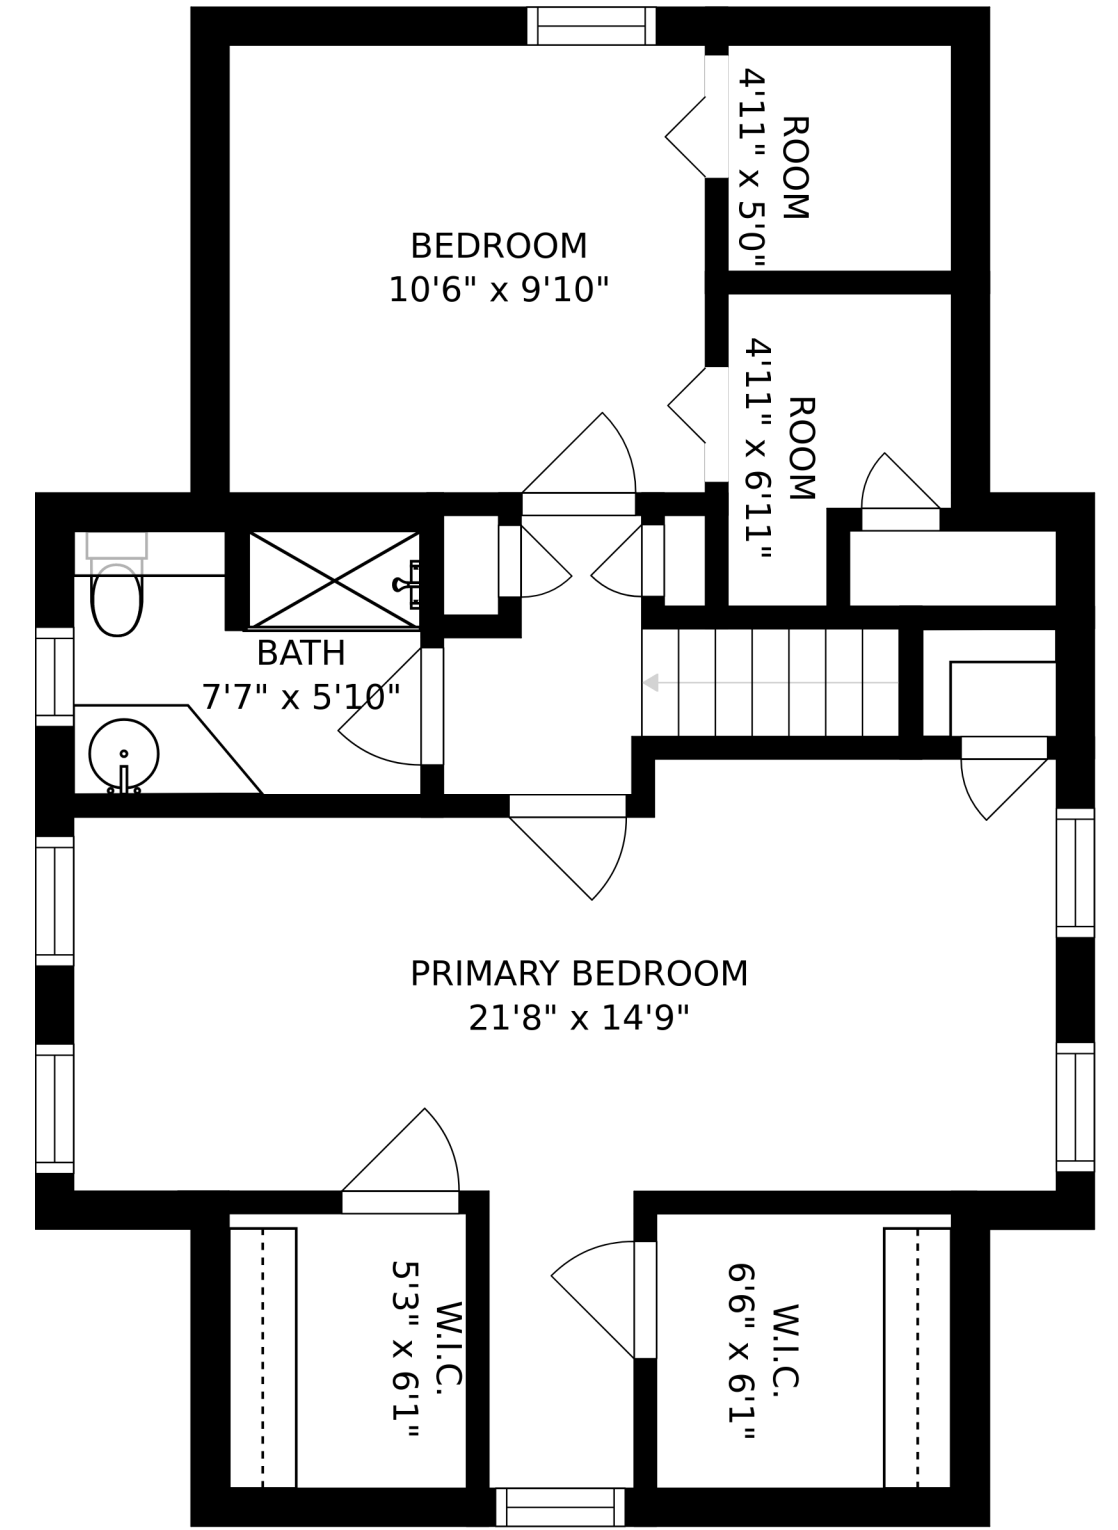 ROOM
4'11" x 5'0"
BEDROOM
10'6" x 9'10"
ROOM
4'11" x 6'11"
BATH
7'7" x 5'10"
PRIMARY BEDROOM
21'8" x 14'9"
W.I.C.
5'3" x 6'1"
W.I.C.
6'6" x 6'1"